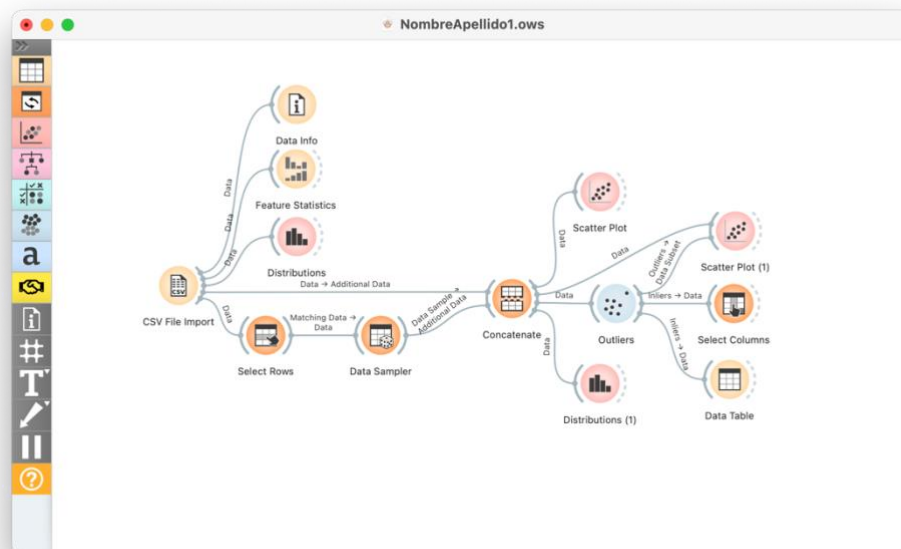 NombreApellido1.ows
Data Info
Data
Feature Statistics
Data
Distributions
Data
Data → Additional Data
CSV File Import
Data
Select Rows
Matching Data →
Data
Data Sampler
Data Sample →
Additional Data
Concatenate
Data
Scatter Plot
Data
Outliers →
Data Subset
Scatter Plot (1)
Data
Outliers
Inliers → Data
Select Columns
Inliers → Data
Data Table
Data
Distributions (1)
CSV
a
T
?